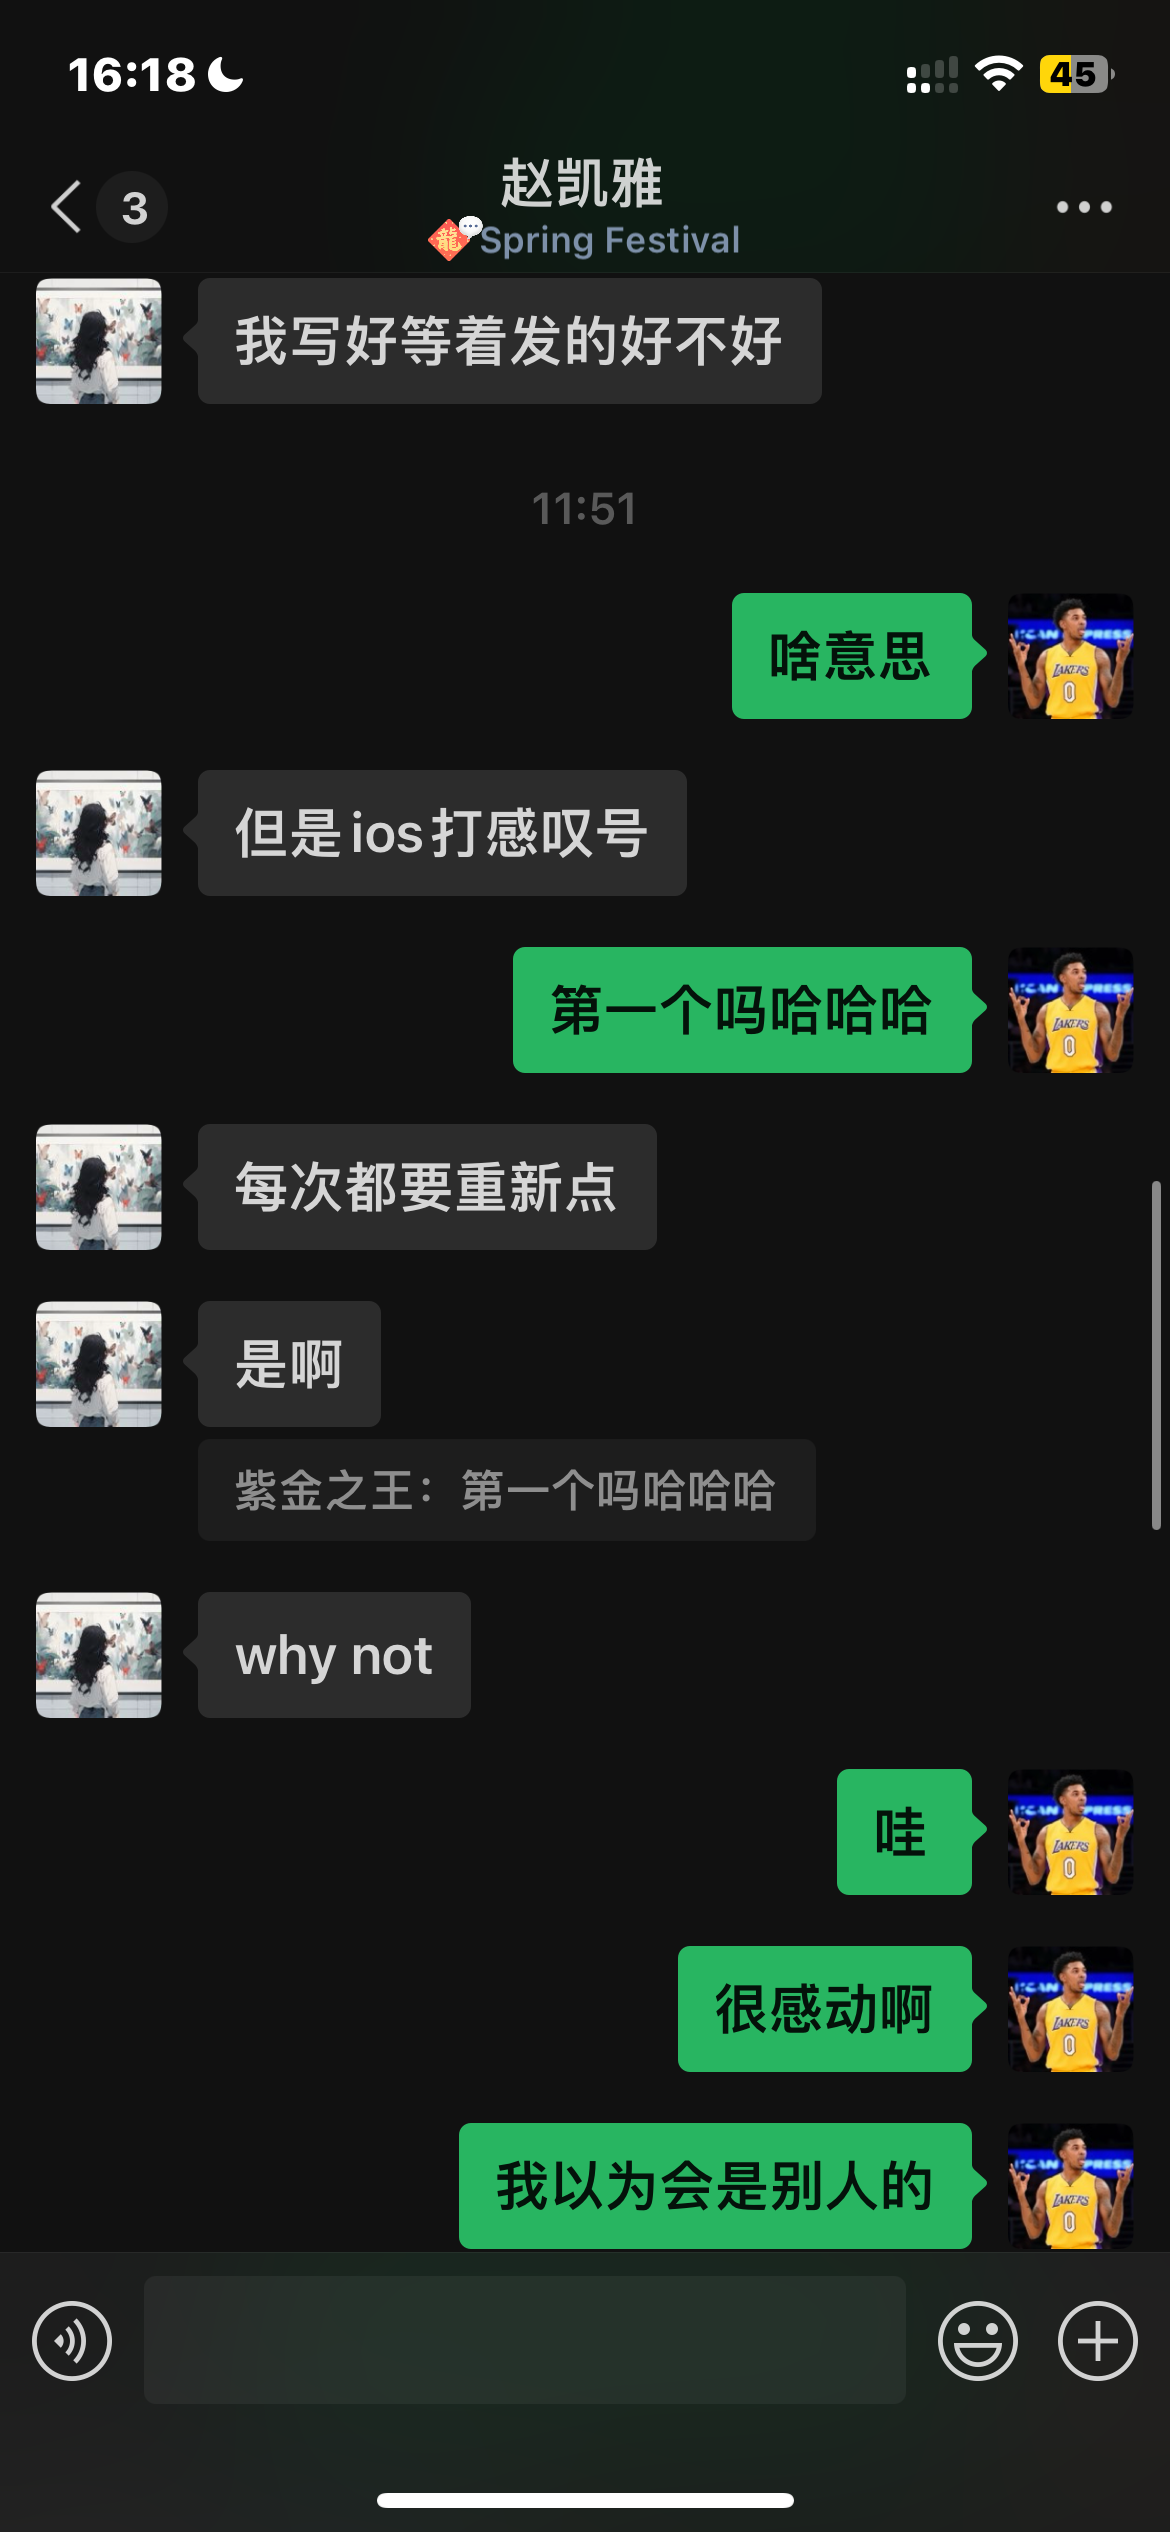 16:18
45
3
赵凯雅
龍
Spring Festival
我写好等着发的好不好
11:51
啥意思
但是ios打感叹号
第一个吗哈哈哈
每次都要重新点
是啊
紫金之王：第一个吗哈哈哈
why not
哇
很感动啊
我以为会是别人的